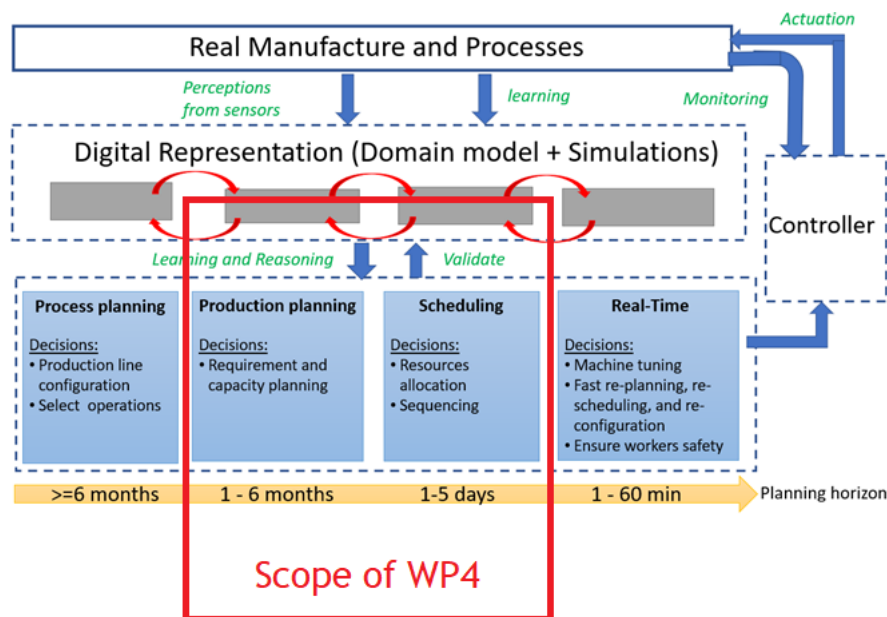 Actuation
Real Manufacture and Processes
Perceptions
from sensors
learning
Monitoring
Digital Representation (Domain model + Simulations)
Controller
Learning and Reasoning
Validate
Process planning
Decisions:
• Production line
configuration
• Select operations
Production planning
Decisions:
• Requirement and
capacity planning
Scheduling
Decisions:
• Resources
allocation
• Sequencing
Real-Time
Decisions:
• Machine tuning
• Fast re-planning, re-
scheduling, and re-
configuration
• Ensure workers safety
>=6 months
1 - 6 months
1-5 days
1 - 60 min
Planning horizon
Scope of WP4